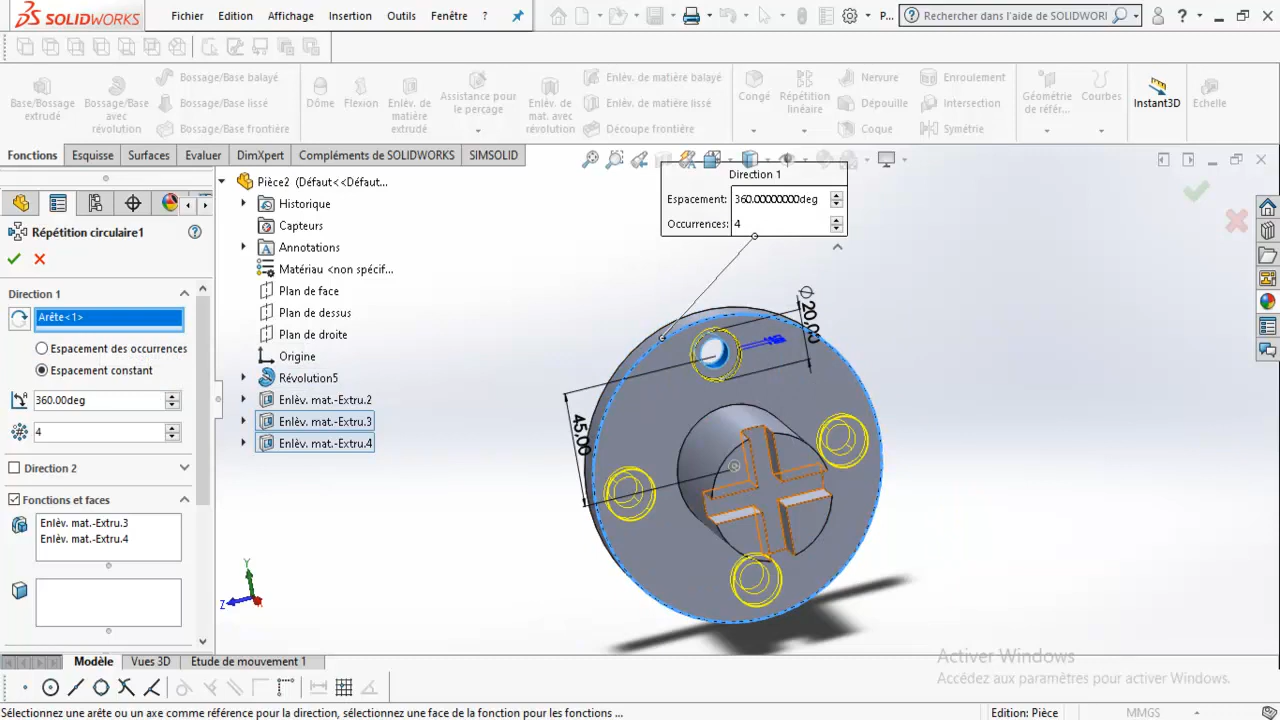 SOLIDWORKS Fichier Edition Affichage Insertion Outils Fenêtre ? P... Rechercher dans l'aide de SOLIDWORI
Base/Bossage extrudé
Bossage/Base avec révolution
Bossage/Base balayé
Bossage/Base lissé
Bossage/Base frontière
Dôme
Flexion
Enlèv. de matière extrudé
Assistance pour le perçage
Enlèv. de mat. avec révolution
Enlèv. de matière balayé
Enlèv. de matière lissé
Découpe frontière
Congé
Répétition linéaire
Nervure
Dépouille
Coque
Enroulement
Intersection
Symétrie
Géométrie de référ...
Courbes
Instant3D
Echelle
Fonctions Esquisse Surfaces Evaluer DimXpert Compléments de SOLIDWORKS SIMSOLID
Répétition circulaire1
Direction 1
Arête<1>
Espacement des occurrences
Espacement constant
360.00deg
4
Direction 2
Fonctions et faces
Enlèv. mat.-Extru.3
Enlèv. mat.-Extru.4
Pièce2 (Défaut<<Défaut...
Historique
Capteurs
Annotations
Matériau <non spécif...
Plan de face
Plan de dessus
Plan de droite
Origine
Révolution5
Enlèv. mat.-Extru.2
Enlèv. mat.-Extru.3
Enlèv. mat.-Extru.4
Direction 1
Espacement: 360.00000000deg
Occurrences: 4
Ø20,00
45,00
Y
Z
Activer Windows
Accédez aux paramètres pour activer Windows.
Modèle Vues 3D Etude de mouvement 1
Sélectionnez une arête ou un axe comme référence pour la direction, sélectionnez une face de la fonction pour les fonctions ... Edition: Pièce MMGS